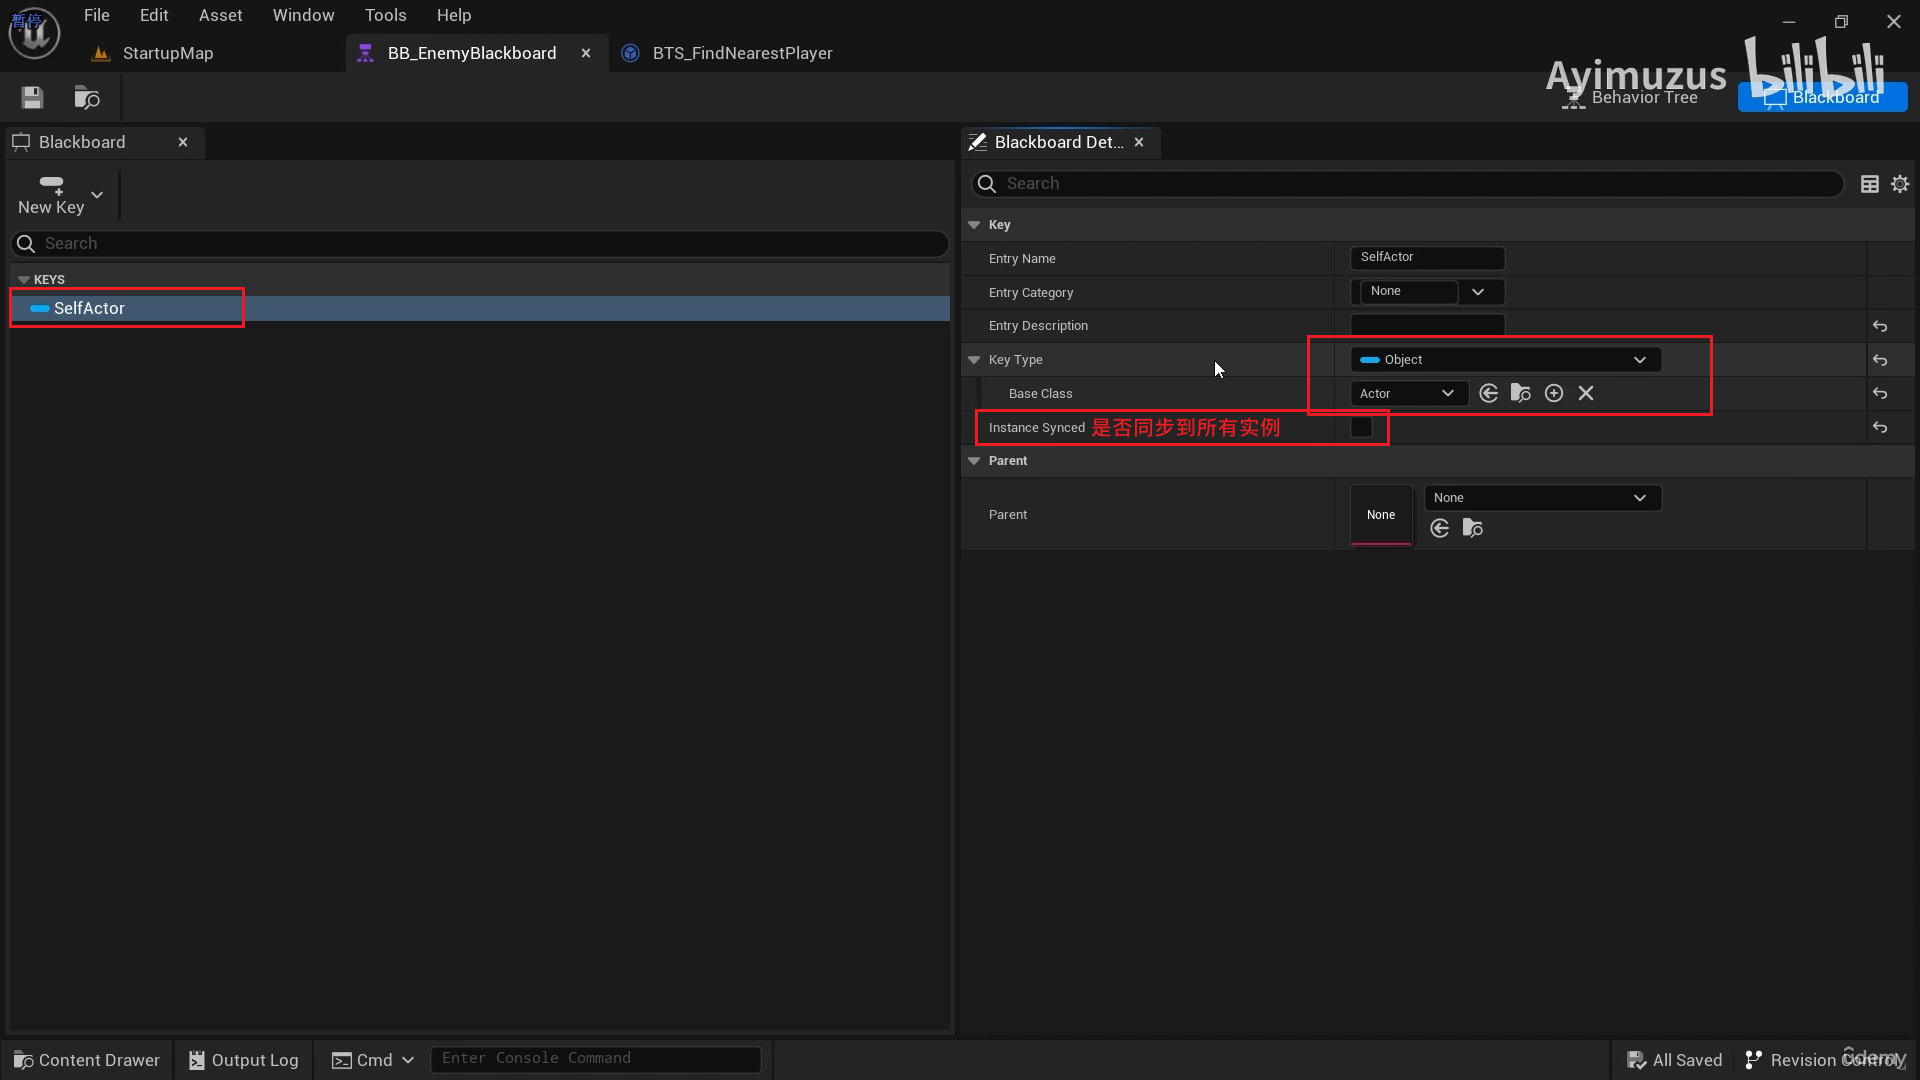 暂停
File Edit Asset Window Tools Help
StartupMap BB_EnemyBlackboard BTS_FindNearestPlayer
Ayimuzus bilibili
Behavior Tree Blackboard
Blackboard
Blackboard Det...
New Key
Search
Search
KEYS
SelfActor
Key
Entry Name SelfActor
Entry Category None
Entry Description
Key Type Object
Base Class Actor
Instance Synced 是否同步到所有实例
Parent
Parent None None
Content Drawer Output Log Cmd Enter Console Command All Saved Revision Control
ûdemy